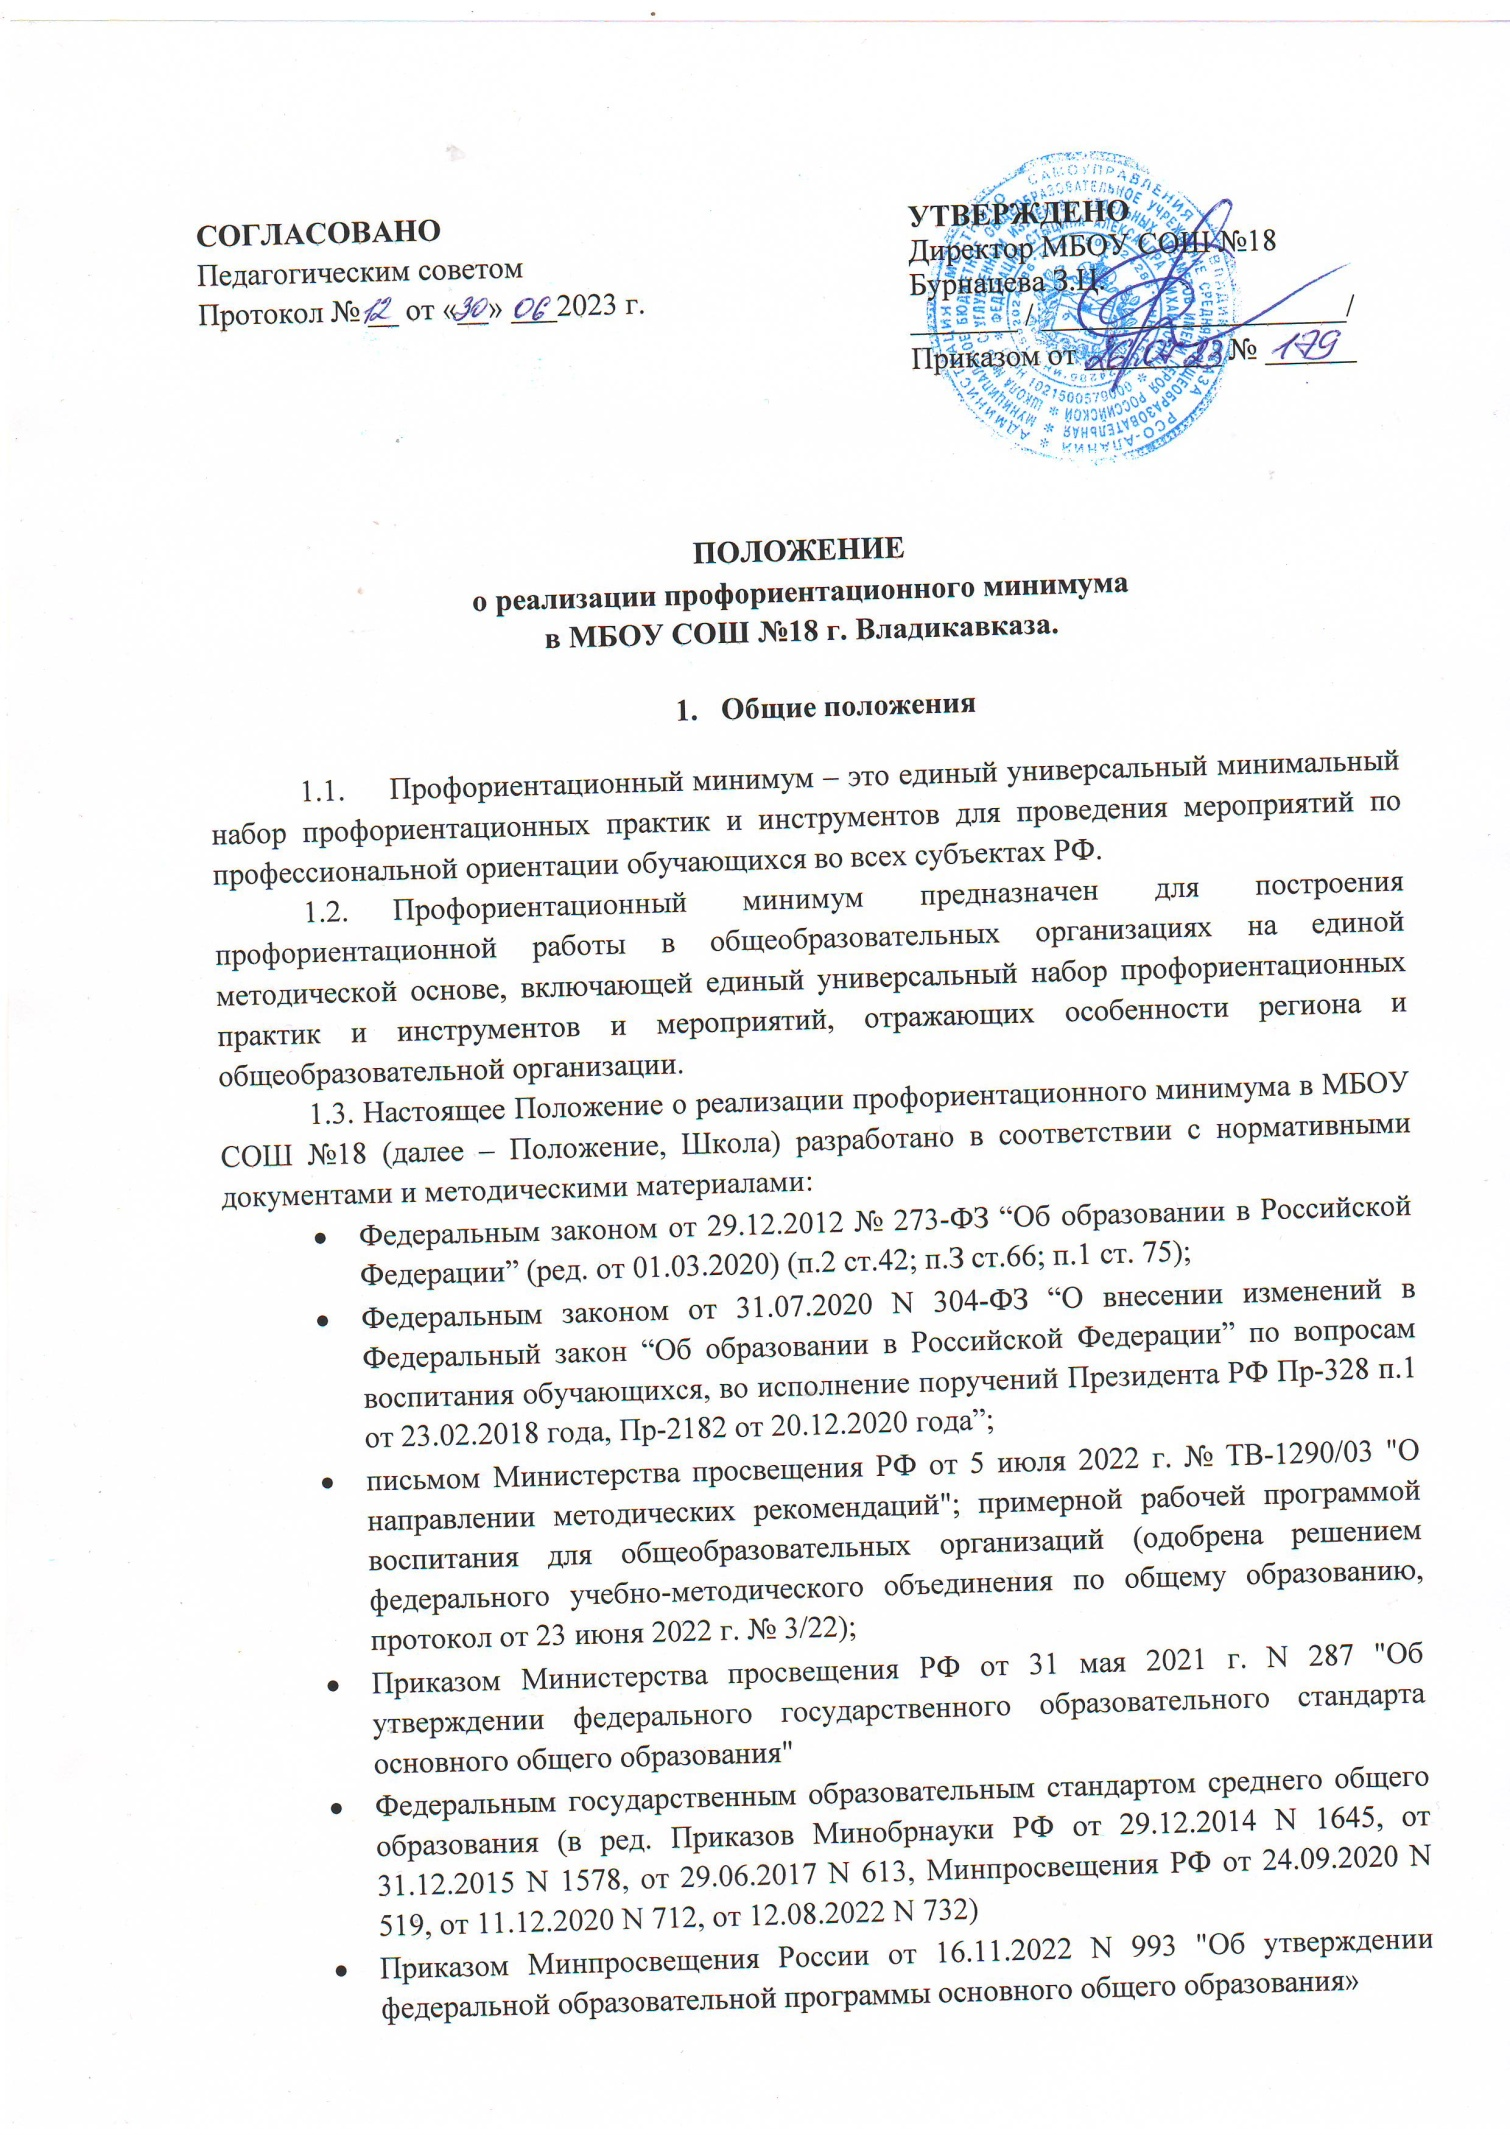 СОГЛАСОВАНО
Педагогическим советом
Протокол № 12 от «30» 06 2023 г.
УТВЕРЖДЕНО
Директор МБОУ СОШ №18
Бурнацева З.Ц.
_______ / ____________________/
Приказом от № 179
ПОЛОЖЕНИЕ
о реализации профориентационного минимума
в МБОУ СОШ №18 г. Владикавказа.
1. Общие положения
1.1. Профориентационный минимум – это единый универсальный минимальный
набор профориентационных практик и инструментов для проведения мероприятий по
профессиональной ориентации обучающихся во всех субъектах РФ.
1.2. Профориентационный минимум предназначен для построения
профориентационной работы в общеобразовательных организациях на единой
методической основе, включающей единый универсальный набор профориентационных
практик и инструментов и мероприятий, отражающих особенности региона и
общеобразовательной организации.
1.3. Настоящее Положение о реализации профориентационного минимума в МБОУ
СОШ №18 (далее – Положение, Школа) разработано в соответствии с нормативными
документами и методическими материалами:
• Федеральным законом от 29.12.2012 № 273-ФЗ “Об образовании в Российской
Федерации” (ред. от 01.03.2020) (п.2 ст.42; п.3 ст.66; п.1 ст. 75);
• Федеральным законом от 31.07.2020 N 304-ФЗ “О внесении изменений в
Федеральный закон “Об образовании в Российской Федерации” по вопросам
воспитания обучающихся, во исполнение поручений Президента РФ Пр-328 п.1
от 23.02.2018 года, Пр-2182 от 20.12.2020 года”;
• письмом Министерства просвещения РФ от 5 июля 2022 г. № ТВ-1290/03 "О
направлении методических рекомендаций"; примерной рабочей программой
воспитания для общеобразовательных организаций (одобрена решением
федерального учебно-методического объединения по общему образованию,
протокол от 23 июня 2022 г. № 3/22);
• Приказом Министерства просвещения РФ от 31 мая 2021 г. N 287 "Об
утверждении федерального государственного образовательного стандарта
основного общего образования"
• Федеральным государственным образовательным стандартом среднего общего
образования (в ред. Приказов Минобрнауки РФ от 29.12.2014 N 1645, от
31.12.2015 N 1578, от 29.06.2017 N 613, Минпросвещения РФ от 24.09.2020 N
519, от 11.12.2020 N 712, от 12.08.2022 N 732)
• Приказом Минпросвещения России от 16.11.2022 N 993 "Об утверждении
федеральной образовательной программы основного общего образования»